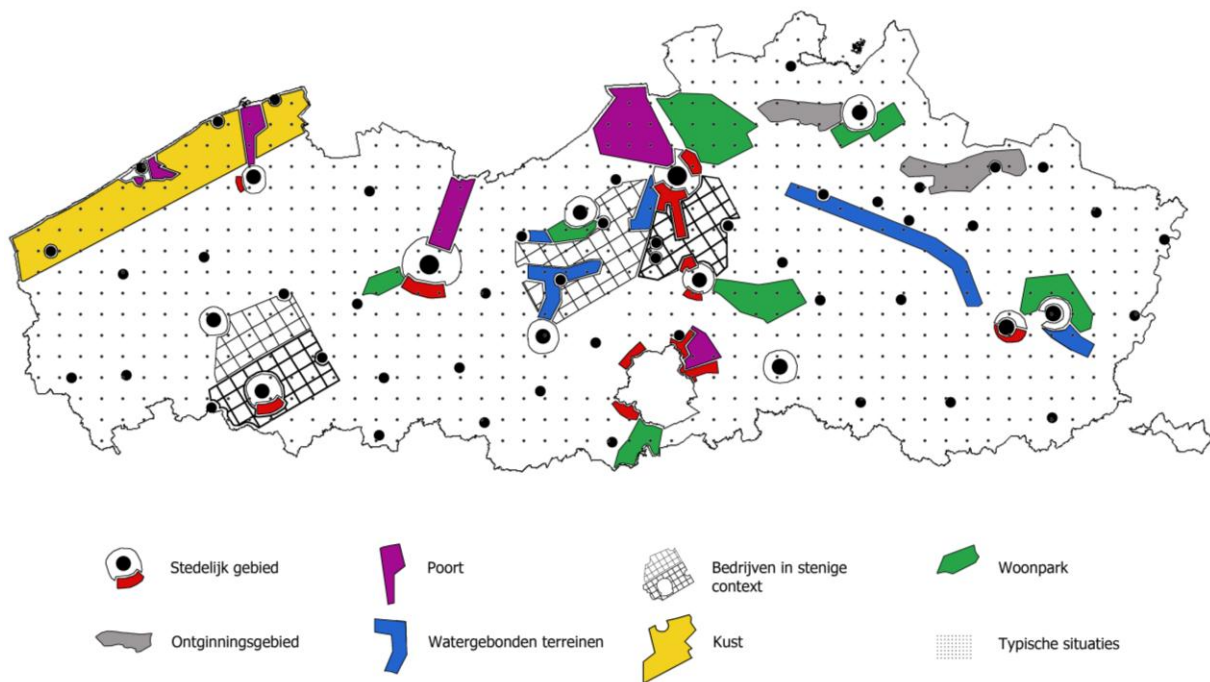 Stedelijk gebied
Poort
Bedrijven in stenige
context
Woonpark
Ontginningsgebied
Watergebonden terreinen
Kust
Typische situaties